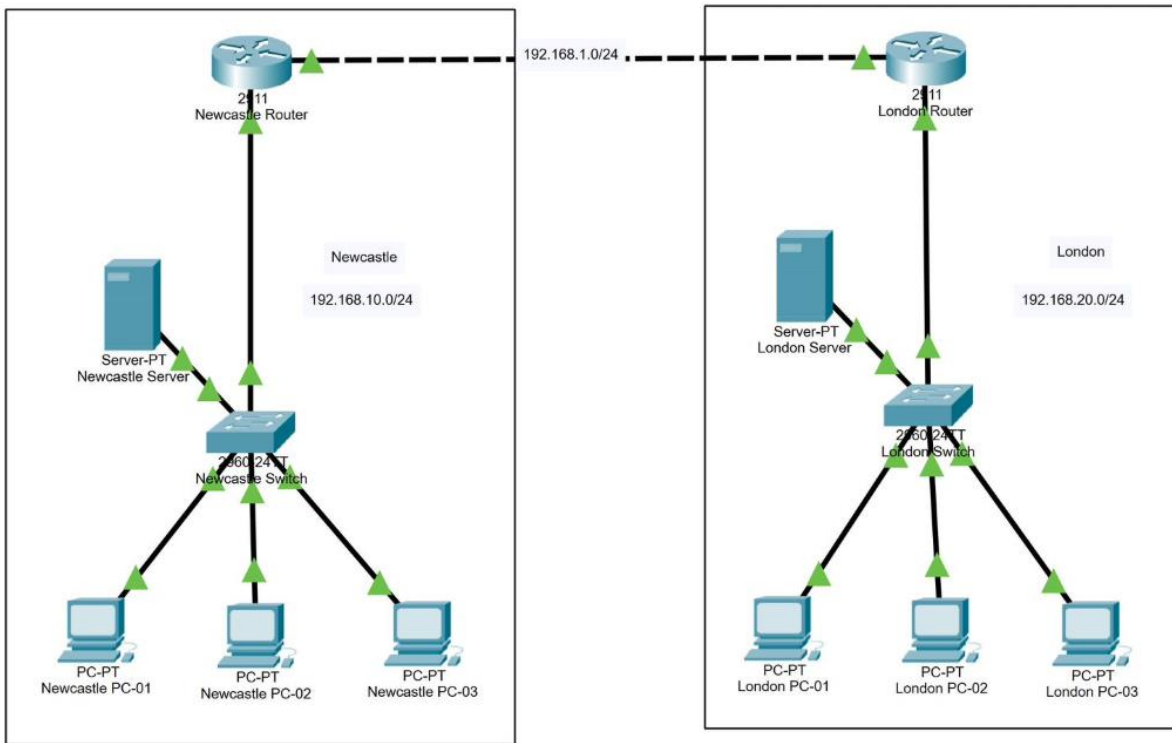 192.168.1.0/24
2911
Newcastle Router
2911
London Router
Newcastle
192.168.10.0/24
London
192.168.20.0/24
Server-PT
Newcastle Server
Server-PT
London Server
2960-24TT
Newcastle Switch
2960-24TT
London Switch
PC-PT
Newcastle PC-01
PC-PT
Newcastle PC-02
PC-PT
Newcastle PC-03
PC-PT
London PC-01
PC-PT
London PC-02
PC-PT
London PC-03